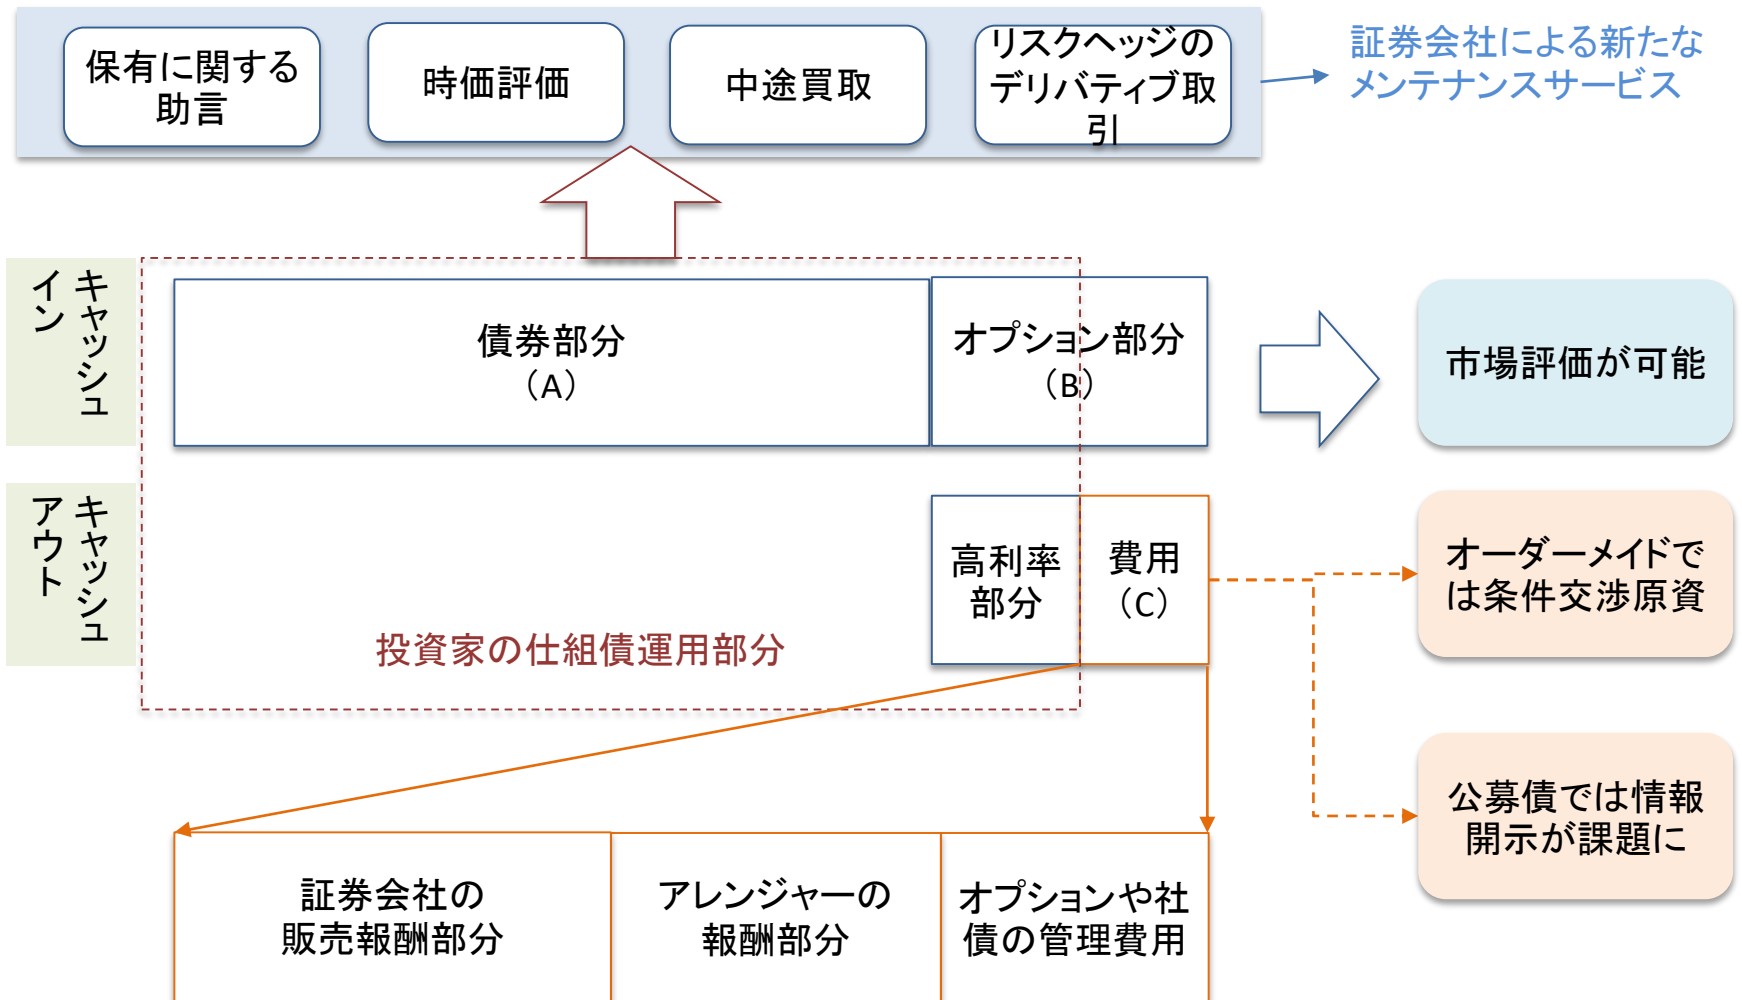 保有に関する
助言
時価評価
中途買取
リスクヘッジの
デリバティブ取
引
証券会社による新たな
メンテナンスサービス
キャッシュ
イン
債券部分
（A）
オプション部分
（B）
市場評価が可能
キャッシュ
アウト
高利率
部分
費用
（C）
投資家の仕組債運用部分
オーダーメイドで
は条件交渉原資
公募債では情報
開示が課題に
証券会社の
販売報酬部分
アレンジャーの
報酬部分
オプションや社
債の管理費用